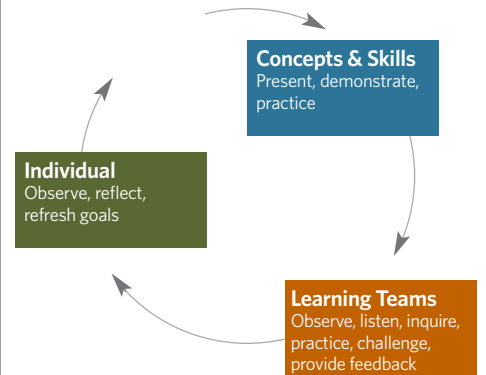 Concepts & Skills
Present, demonstrate,
practice
Individual
Observe, reflect,
refresh goals
Learning Teams
Observe, listen, inquire,
practice, challenge,
provide feedback